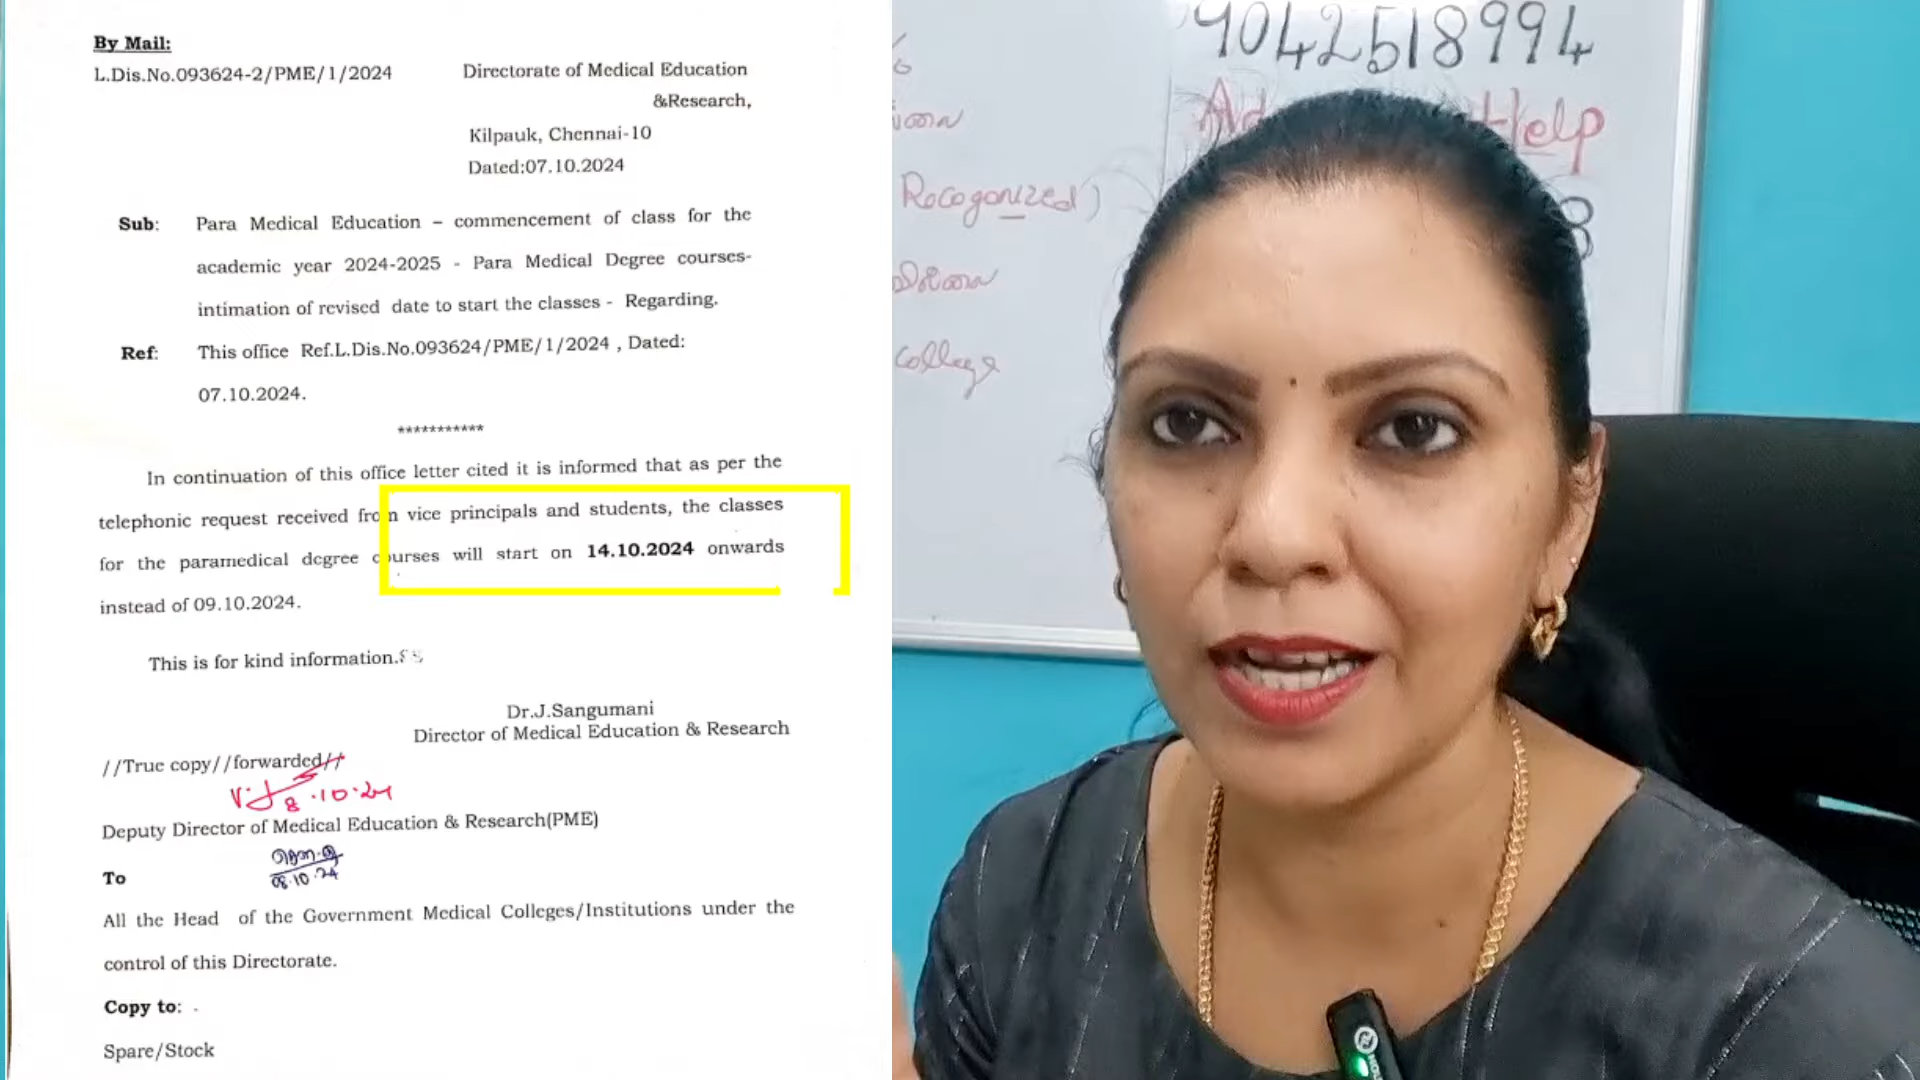 By Mail:
L.Dis.No.093624-2/PME/1/2024
Directorate of Medical Education
&Research,
Kilpauk, Chennai-10
Dated:07.10.2024
Sub: Para Medical Education – commencement of class for the
academic year 2024-2025 - Para Medical Degree courses-
intimation of revised date to start the classes - Regarding.
Ref: This office Ref.L.Dis.No.093624/PME/1/2024 , Dated:
07.10.2024.
***********
In continuation of this office letter cited it is informed that as per the
telephonic request received from vice principals and students, the classes
for the paramedical degree courses will start on 14.10.2024 onwards
instead of 09.10.2024.
This is for kind information.
Dr.J.Sangumani
Director of Medical Education & Research
//True copy//forwarded//
8.10.24
Deputy Director of Medical Education & Research(PME)
08.10.24
To
All the Head of the Government Medical Colleges/Institutions under the
control of this Directorate.
Copy to:
Spare/Stock
9042518994
Help
Recogonized)
College